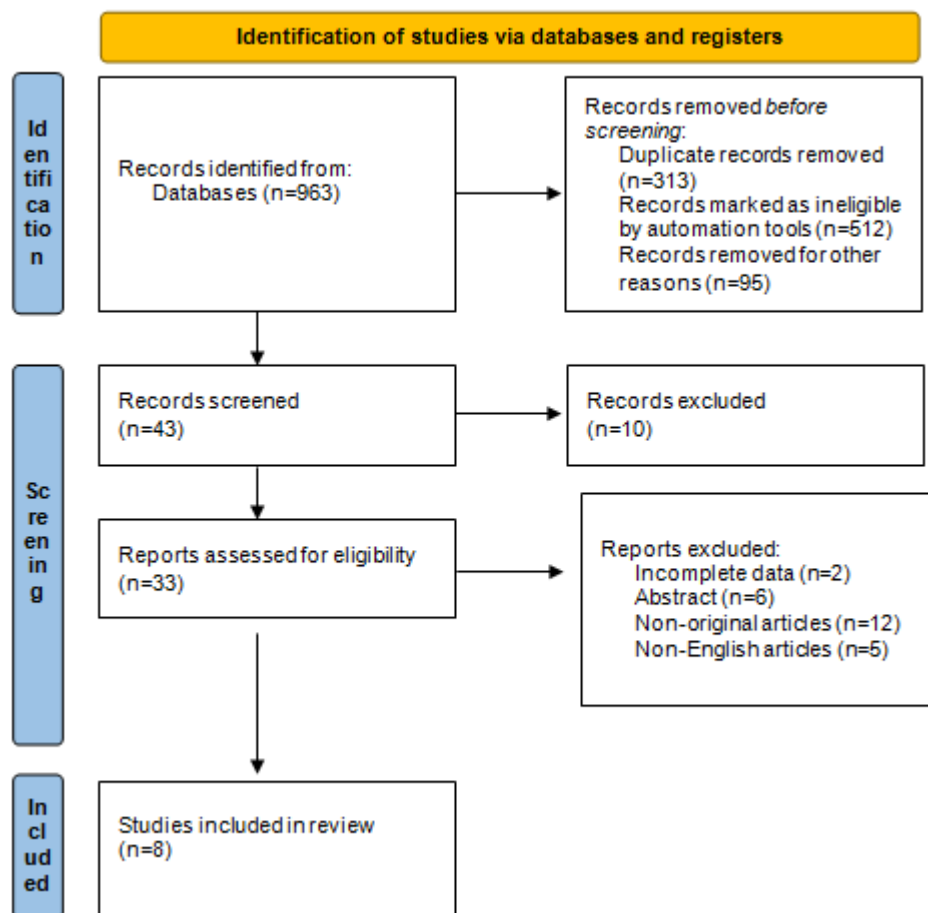 Identification of studies via databases and registers
Id
en
tifi
ca
tio
n
Records identified from:
Databases (n=963)
Records removed before
screening:
Duplicate records removed
(n=313)
Records marked as ineligible
by automation tools (n=512)
Records removed for other
reasons (n=95)
Sc
re
en
in
g
Records screened
(n=43)
Records excluded
(n=10)
Reports assessed for eligibility
(n=33)
Reports excluded:
Incomplete data (n=2)
Abstract (n=6)
Non-original articles (n=12)
Non-English articles (n=5)
In
cl
ud
ed
Studies included in review
(n=8)